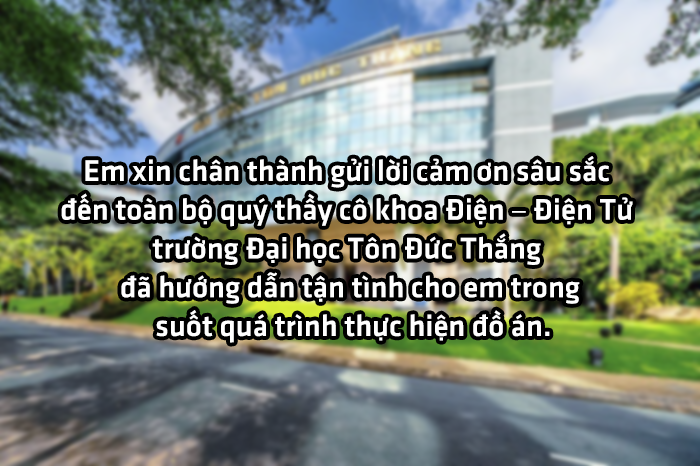 Em xin chân thành gửi lời cảm ơn sâu sắc
đến toàn bộ quý thầy cô khoa Điện – Điện Tử
trường Đại học Tôn Đức Thắng
đã hướng dẫn tận tình cho em trong
suốt quá trình thực hiện đồ án.